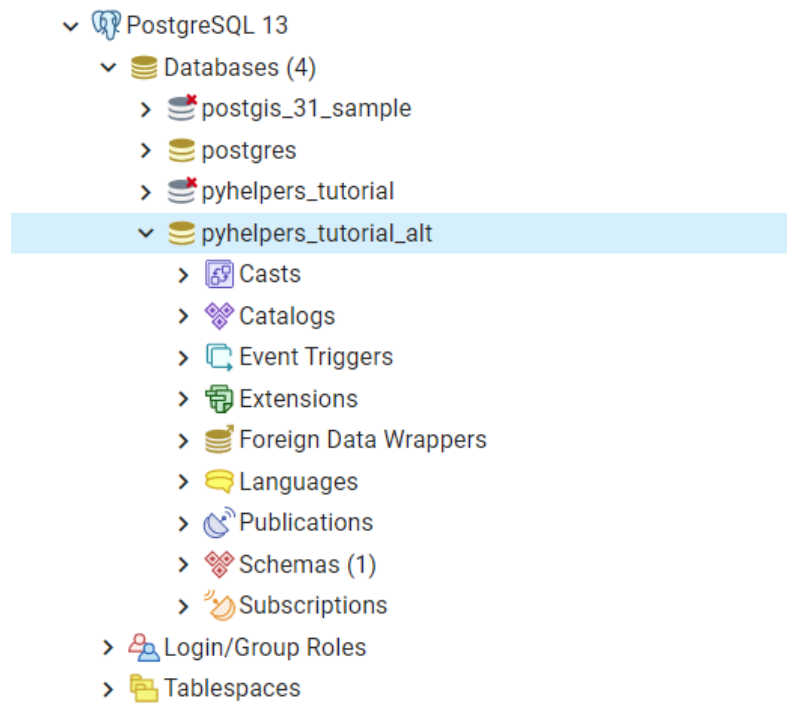 PostgreSQL 13
Databases (4)
postgis_31_sample
postgres
pyhelpers_tutorial
pyhelpers_tutorial_alt
Casts
Catalogs
Event Triggers
Extensions
Foreign Data Wrappers
Languages
Publications
Schemas (1)
Subscriptions
Login/Group Roles
Tablespaces